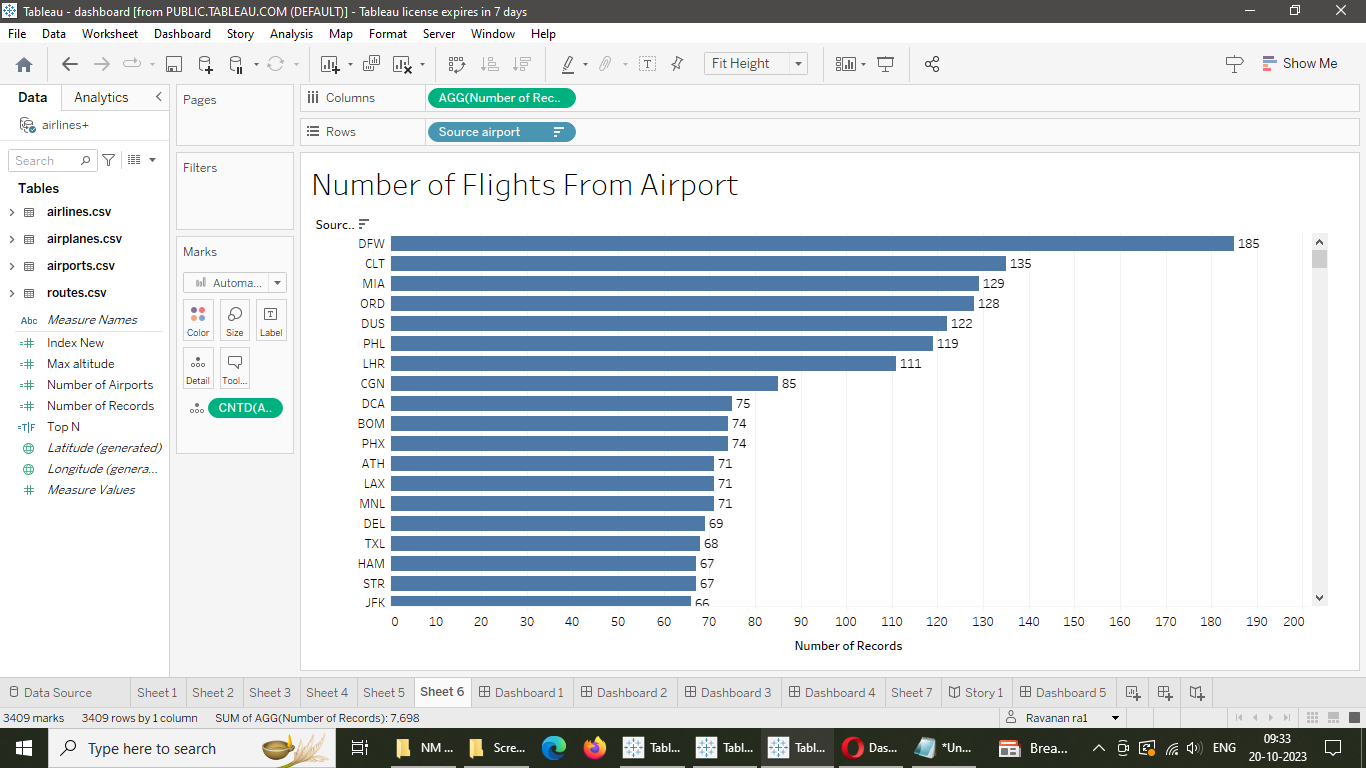 Tableau - dashboard [from PUBLIC.TABLEAU.COM (DEFAULT)] - Tableau license expires in 7 days
File Data Worksheet Dashboard Story Analysis Map Format Server Window Help
Fit Height
Show Me
Data Analytics
Pages
Columns AGG(Number of Rec..
airlines+
Rows Source airport
Search
Filters
Tables
airlines.csv
airplanes.csv
airports.csv
routes.csv
Abc Measure Names
Index New
Max altitude
Number of Airports
Number of Records
Top N
Latitude (generated)
Longitude (genera...
Measure Values
Marks
Automa...
Color Size Label
Detail Tool...
CNTD(A..
Number of Flights From Airport
Sourc..
DFW 185
CLT 135
MIA 129
ORD 128
DUS 122
PHL 119
LHR 111
CGN 85
DCA 75
BOM 74
PHX 74
ATH 71
LAX 71
MNL 71
DEL 69
TXL 68
HAM 67
STR 67
JFK 66
0 10 20 30 40 50 60 70 80 90 100 110 120 130 140 150 160 170 180 190 200
Number of Records
Data Source Sheet 1 Sheet 2 Sheet 3 Sheet 4 Sheet 5 Sheet 6 Dashboard 1 Dashboard 2 Dashboard 3 Dashboard 4 Sheet 7 Story 1 Dashboard 5
3409 marks 3409 rows by 1 column SUM of AGG(Number of Records): 7,698 Ravanan ra1
Type here to search NM ... Scre... Tabl... Tabl... Tabl... Das... *Un... Brea... ENG 09:33
20-10-2023